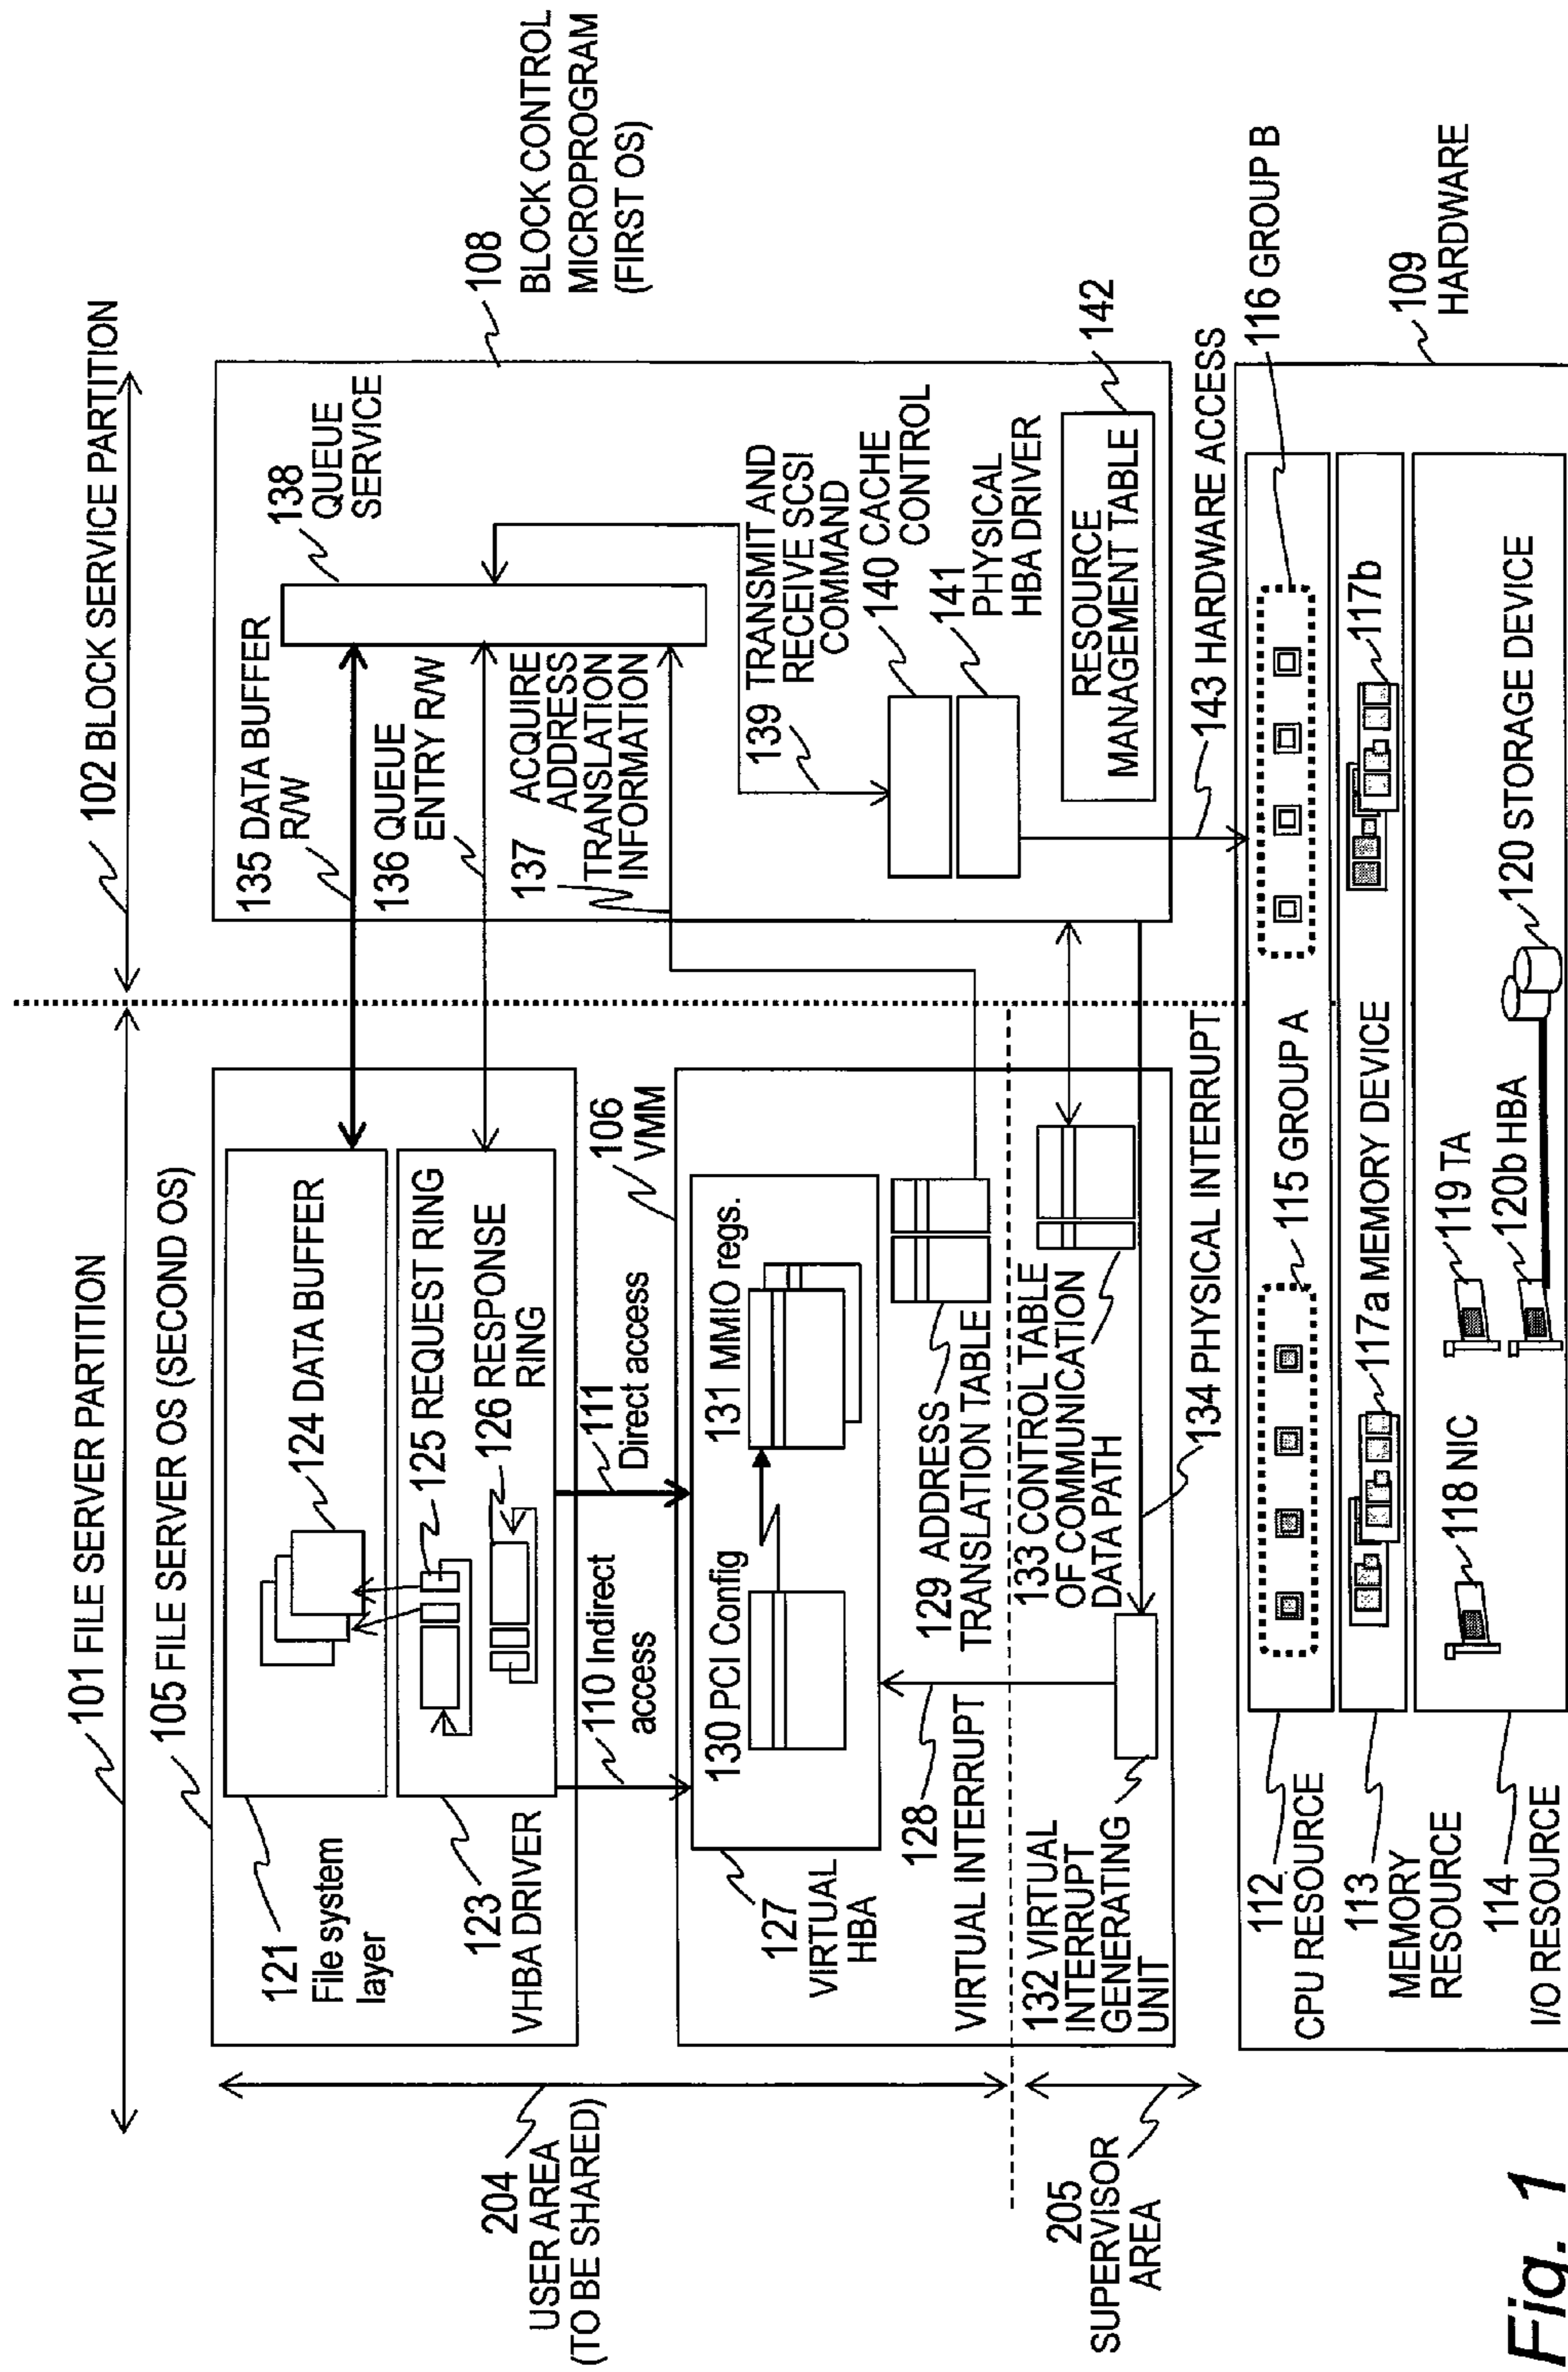 101 FILE SERVER PARTITION
102 BLOCK SERVICE PARTITION
105 FILE SERVER OS (SECOND OS)
121
File system
layer
124 DATA BUFFER
123
VHBA DRIVER
125 REQUEST RING
126 RESPONSE
RING
110 Indirect
access
111
Direct access
106
VMM
127
VIRTUAL
HBA
130 PCI Config
131 MMIO regs.
128
VIRTUAL INTERRUPT
129 ADDRESS
TRANSLATION TABLE
132 VIRTUAL
INTERRUPT
GENERATING
UNIT
133 CONTROL TABLE
OF COMMUNICATION
DATA PATH
134 PHYSICAL INTERRUPT
204
USER AREA
(TO BE SHARED)
205
SUPERVISOR
AREA
135 DATA BUFFER
R/W
136 QUEUE
ENTRY R/W
137 ACQUIRE
ADDRESS
TRANSLATION
INFORMATION
138
QUEUE
SERVICE
139 TRANSMIT AND
RECEIVE SCSI
COMMAND
140 CACHE
CONTROL
141
PHYSICAL
HBA DRIVER
RESOURCE
MANAGEMENT TABLE
142
108
BLOCK CONTROL
MICROPROGRAM
(FIRST OS)
143 HARDWARE ACCESS
112
CPU RESOURCE
115 GROUP A
116 GROUP B
113
MEMORY
RESOURCE
117a MEMORY DEVICE
117b
114
I/O RESOURCE
118 NIC
119 TA
120b HBA
120 STORAGE DEVICE
109
HARDWARE
Fig. 1